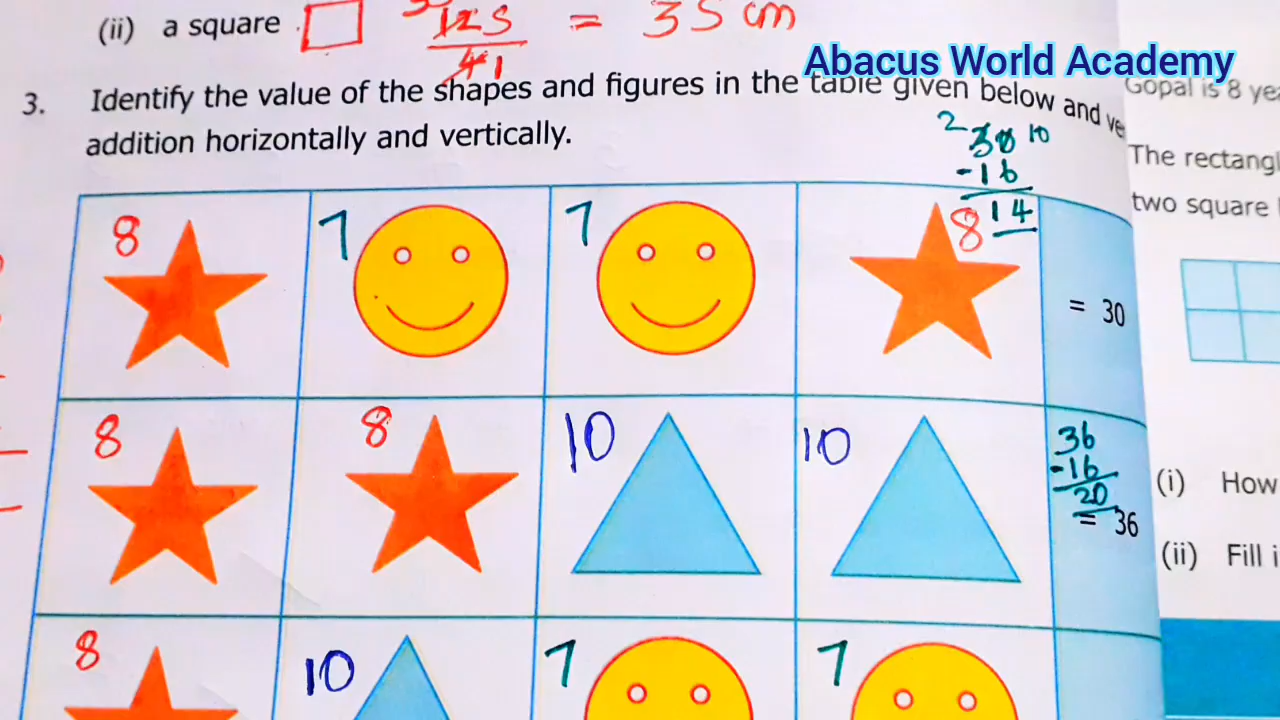 (ii) a square = 35 cm
41
Abacus World Academy
3. Identify the value of the shapes and figures in the table given below and
addition horizontally and vertically.
Gopal is 8
The
two square
2 30 10
-16
14
8 7 7 8 = 30
8 8 10 10
36
-16
20
= 36
8 10 7 7
(i) How
(ii) Fill